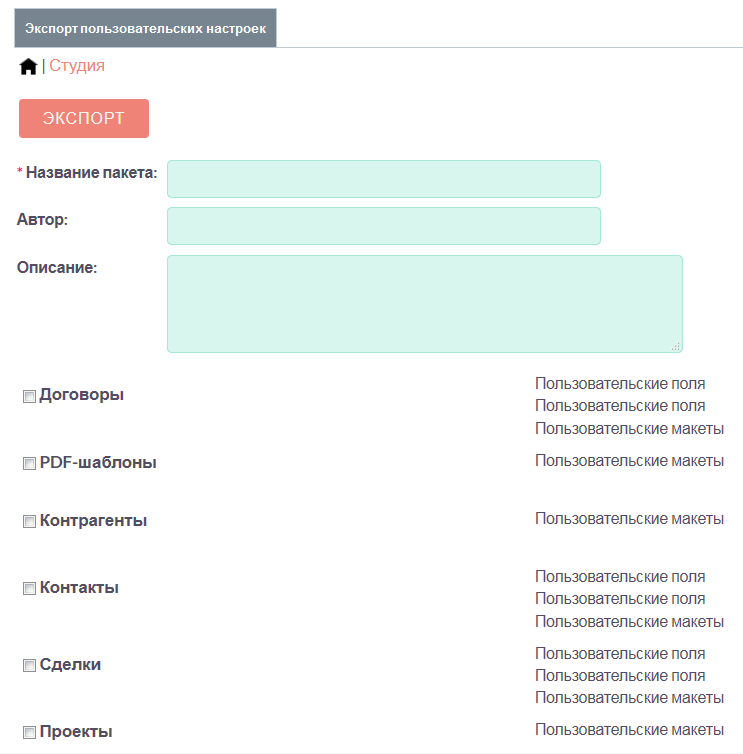 Экспорт пользовательских настроек
| Студия
ЭКСПОРТ
* Название пакета:
Автор:
Описание:
Договоры
Пользовательские поля
Пользовательские поля
Пользовательские макеты
PDF-шаблоны
Пользовательские макеты
Контрагенты
Пользовательские макеты
Контакты
Пользовательские поля
Пользовательские поля
Пользовательские макеты
Сделки
Пользовательские поля
Пользовательские поля
Пользовательские макеты
Проекты
Пользовательские макеты